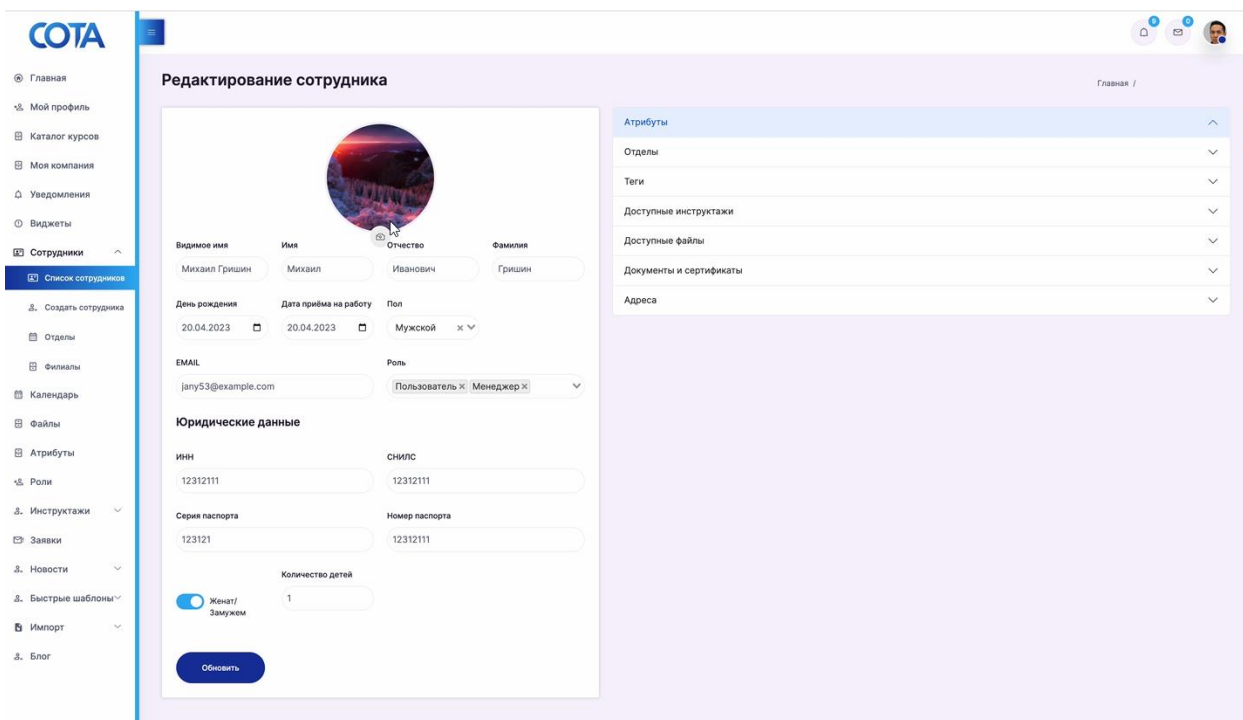 СОТА
9
0
Главная
Мой профиль
Каталог курсов
Моя компания
Уведомления
Виджеты
Сотрудники
Список сотрудников
Создать сотрудника
Отделы
Филиалы
Календарь
Файлы
Атрибуты
Роли
Инструктажи
Заявки
Новости
Быстрые шаблоны
Импорт
Блог
Редактирование сотрудника
Главная /
Видимое имя Имя Отчество Фамилия
Михаил Гришин Михаил Иванович Гришин
День рождения Дата приёма на работу Пол
20.04.2023 20.04.2023 Мужской
EMAIL Роль
jany53@example.com Пользователь Менеджер
Юридические данные
ИНН СНИЛС
12312111 12312111
Серия паспорта Номер паспорта
123121 12312111
Количество детей
Женат/ 1
Замужем
Обновить
Атрибуты
Отделы
Теги
Доступные инструктажи
Доступные файлы
Документы и сертификаты
Адреса